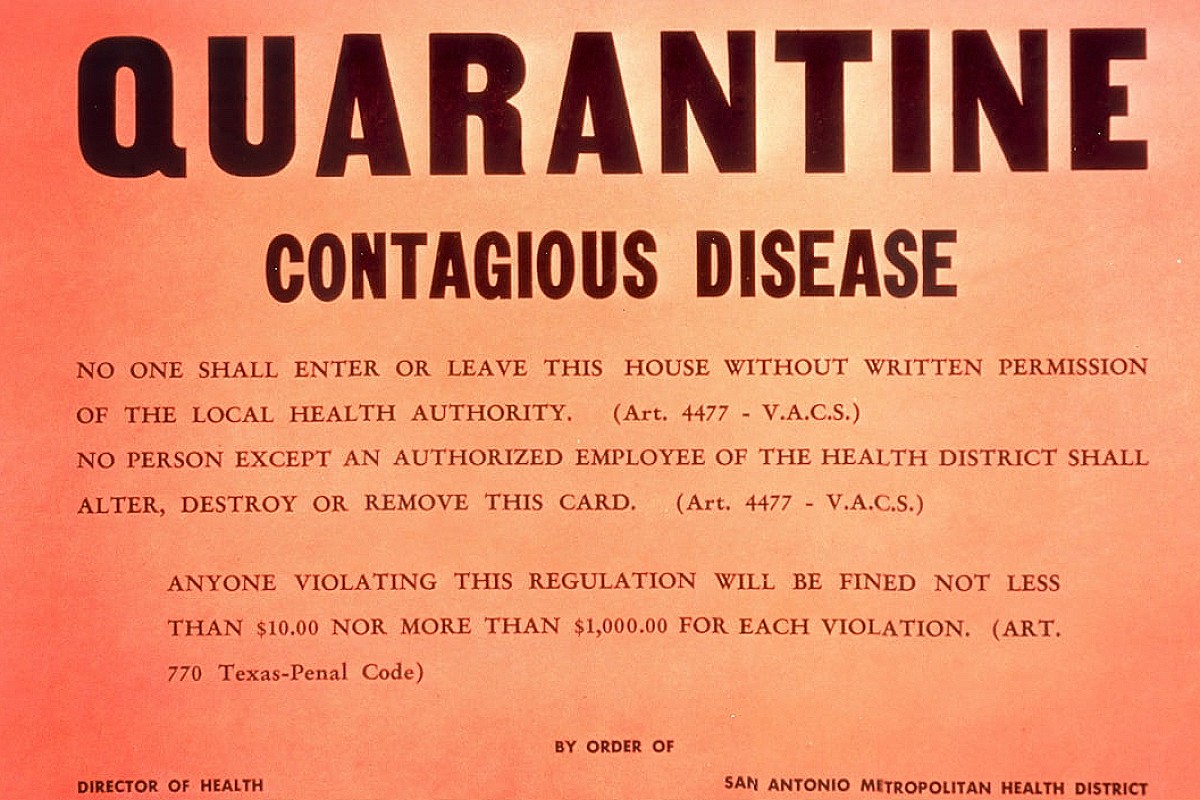 QUARANTINE
CONTAGIOUS DISEASE
NO ONE SHALL ENTER OR LEAVE THIS HOUSE WITHOUT WRITTEN PERMISSION
OF THE LOCAL HEALTH AUTHORITY. (Art. 4477 - V.A.C.S.)
NO PERSON EXCEPT AN AUTHORIZED EMPLOYEE OF THE HEALTH DISTRICT SHALL
ALTER, DESTROY OR REMOVE THIS CARD. (Art. 4477 - V.A.C.S.)
ANYONE VIOLATING THIS REGULATION WILL BE FINED NOT LESS
THAN $10.00 NOR MORE THAN $1,000.00 FOR EACH VIOLATION. (ART.
770 Texas-Penal Code)
BY ORDER OF
DIRECTOR OF HEALTH SAN ANTONIO METROPOLITAN HEALTH DISTRICT